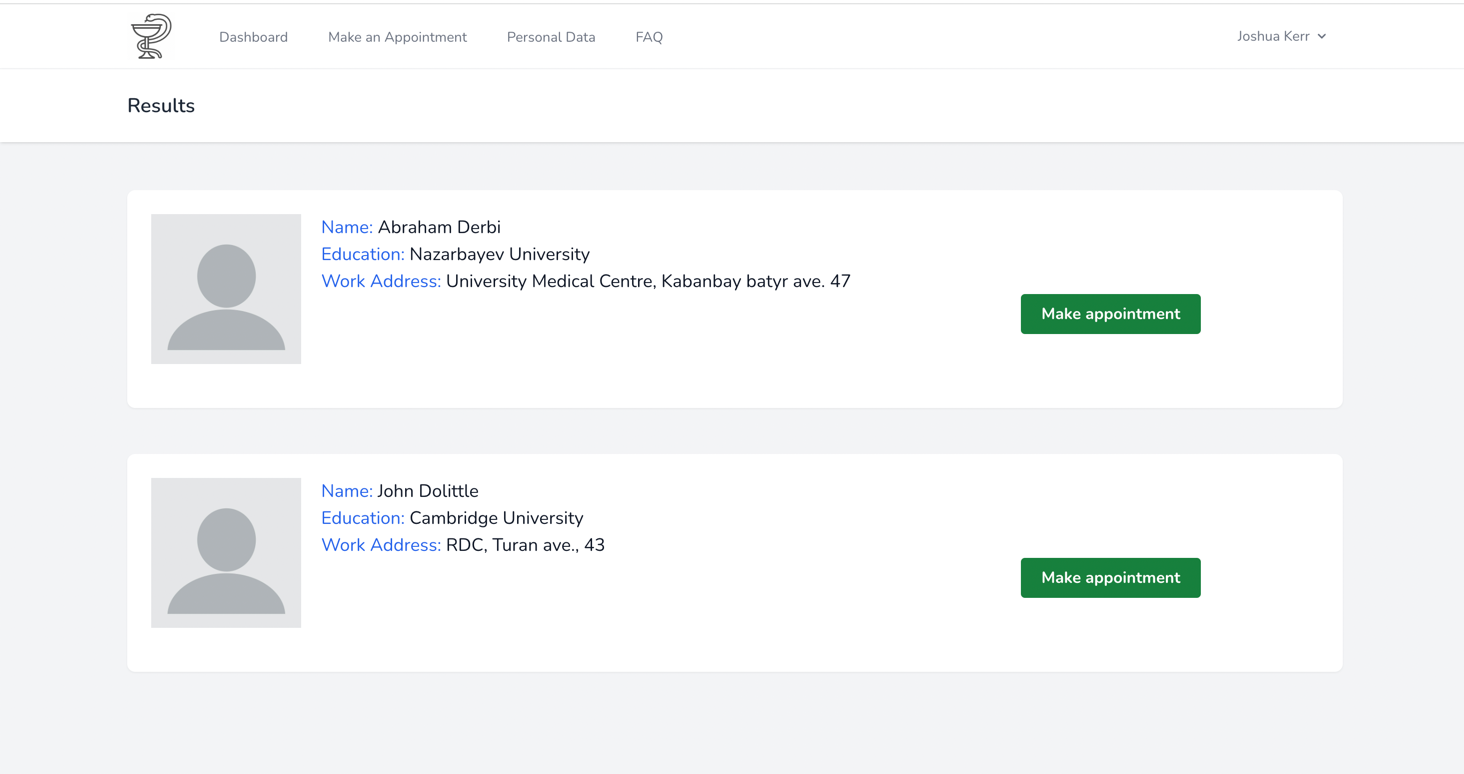 Dashboard Make an Appointment Personal Data FAQ Joshua Kerr
Results
Name: Abraham Derbi
Education: Nazarbayev University
Work Address: University Medical Centre, Kabanbay batyr ave. 47
Make appointment
Name: John Dolittle
Education: Cambridge University
Work Address: RDC, Turan ave., 43
Make appointment